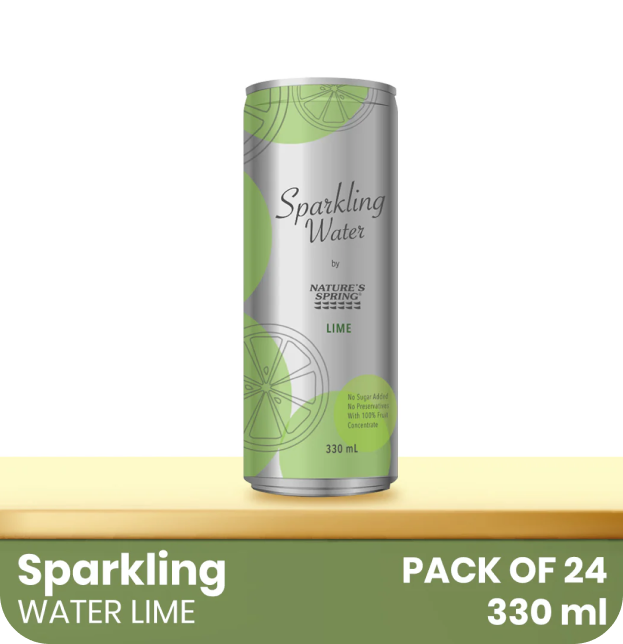 Sparkling
Water
by
NATURE'S
SPRING®
LIME
No Sugar Added
No Preservatives
With 100% Fruit
Concentrate
330 mL
Sparkling
WATER LIME
PACK OF 24
330 ml